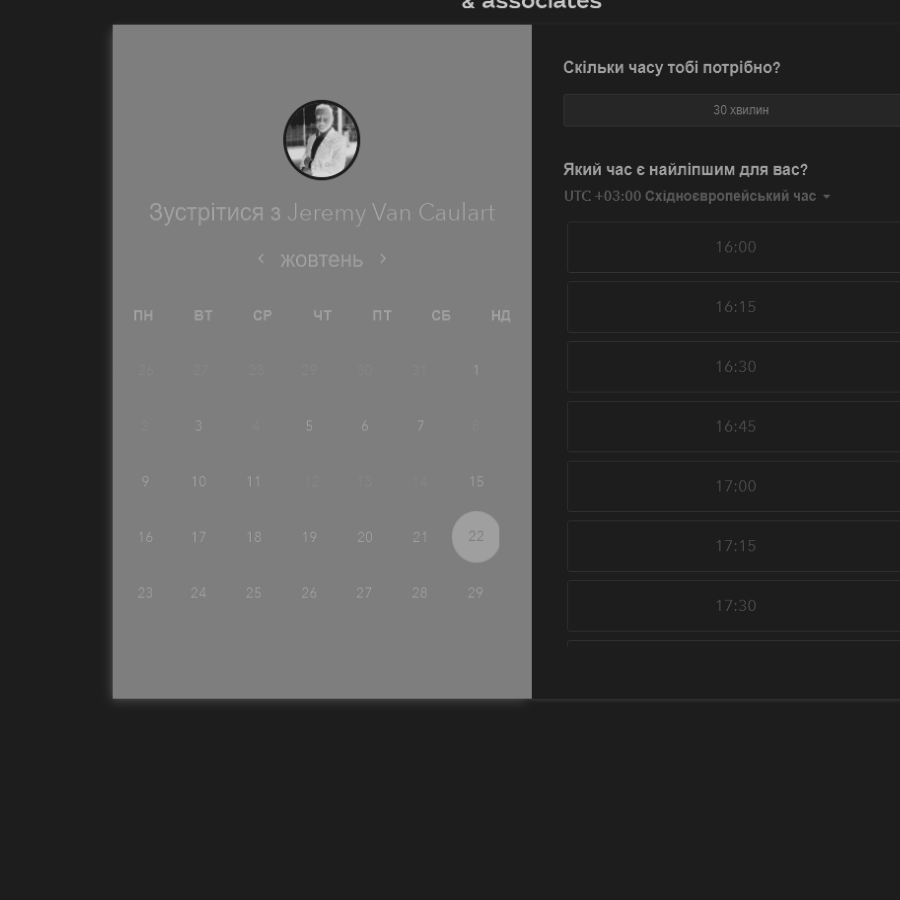 & associates
Зустрітися з Jeremy Van Caulart
‹ жовтень ›
ПН ВТ СР ЧТ ПТ СБ НД
26 27 28 29 30 31 1
2 3 4 5 6 7 8
9 10 11 12 13 14 15
16 17 18 19 20 21 22
23 24 25 26 27 28 29
Скільки часу тобі потрібно?
30 хвилин
Який час є найліпшим для вас?
UTC +03:00 Східноєвропейський час
16:00
16:15
16:30
16:45
17:00
17:15
17:30